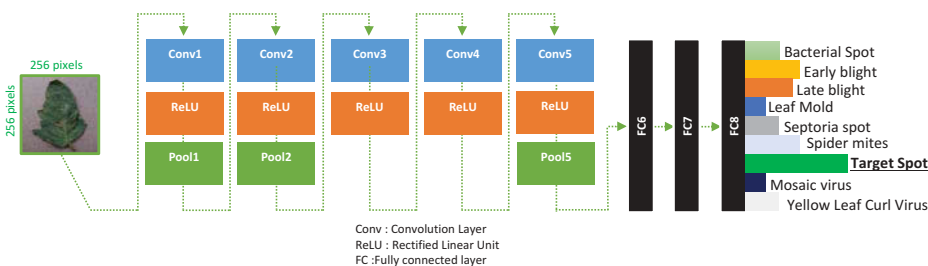 256 pixels
256 pixels
Conv1
ReLU
Pool1
Conv2
ReLU
Pool2
Conv3
ReLU
Conv4
ReLU
Conv5
ReLU
Pool5
FC6
FC7
FC8
Bacterial Spot
Early blight
Late blight
Leaf Mold
Septoria spot
Spider mites
Target Spot
Mosaic virus
Yellow Leaf Curl Virus
Conv : Convolution Layer
ReLU : Rectified Linear Unit
FC :Fully connected layer